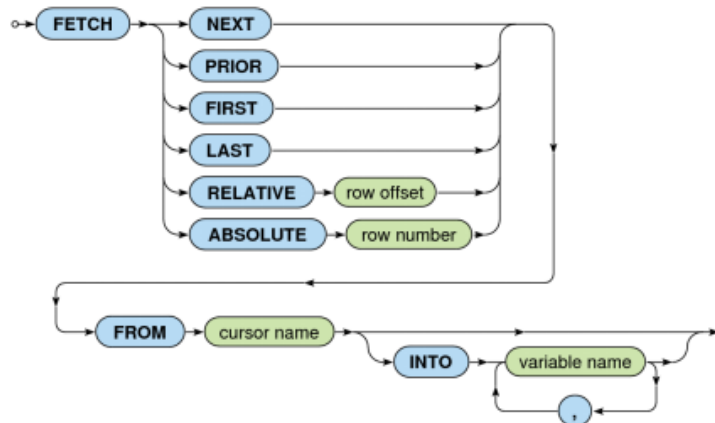 FETCH NEXT
PRIOR
FIRST
LAST
RELATIVE row offset
ABSOLUTE row number
FROM cursor name
INTO variable name
,